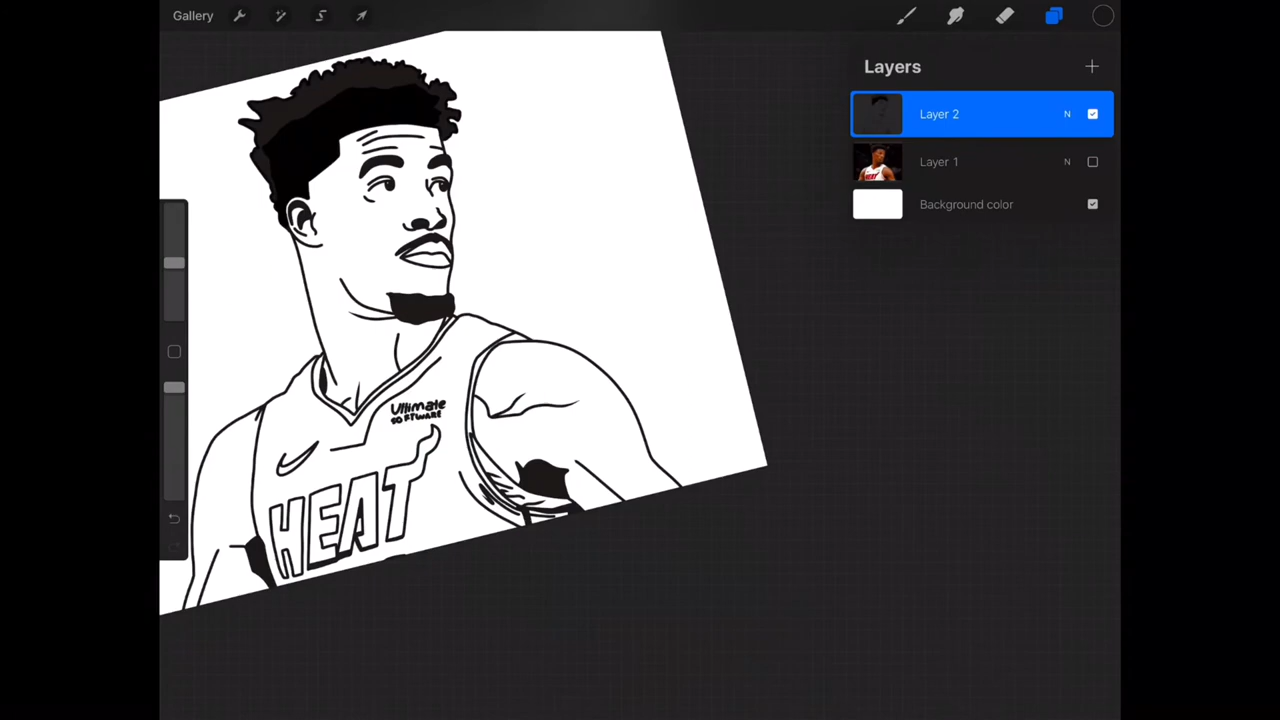 Gallery
Layers
Layer 2 N
Layer 1 N
Background color
Ultimate
SOFTWARE
HEAT